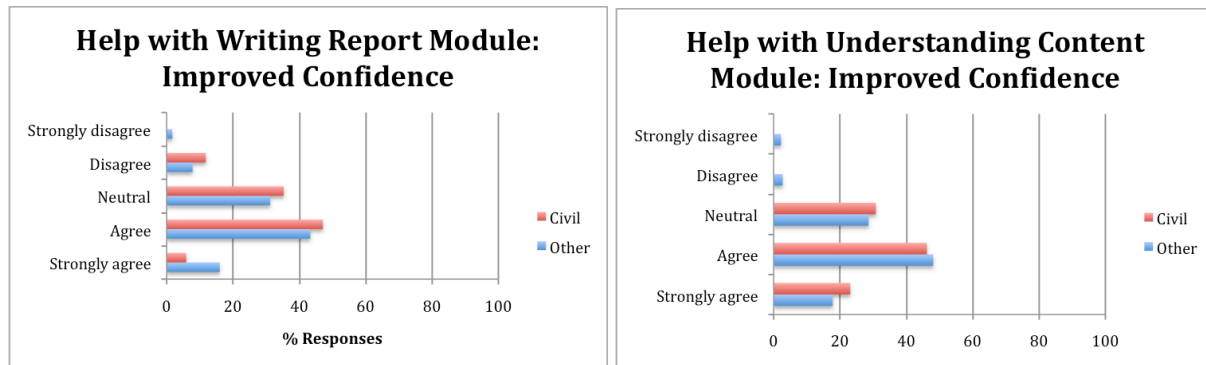 Help with Writing Report Module:
Improved Confidence
Strongly disagree
Disagree
Neutral
Agree
Strongly agree
0 20 40 60 80 100
% Responses
Civil
Other
Help with Understanding Content
Module: Improved Confidence
Strongly disagree
Disagree
Neutral
Agree
Strongly agree
0 20 40 60 80 100
Civil
Other